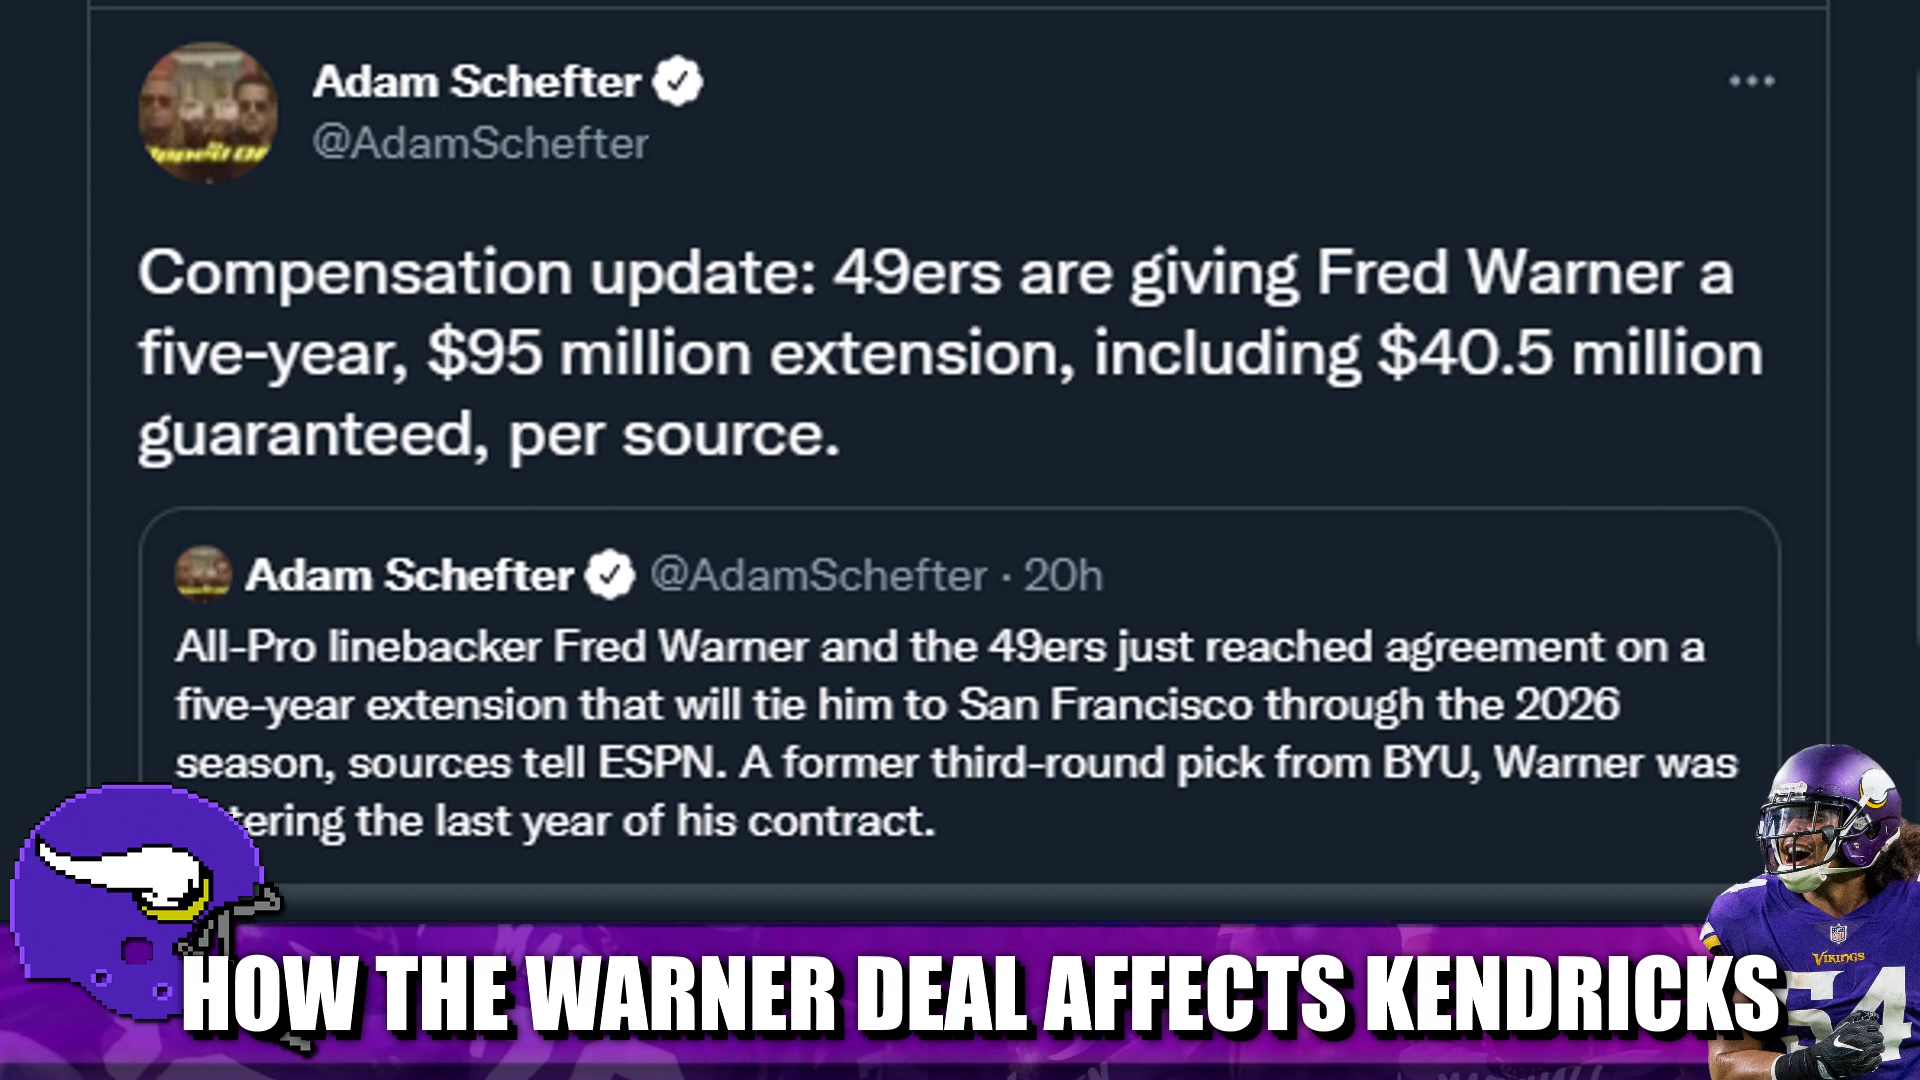 Adam Schefter
@AdamSchefter
Compensation update: 49ers are giving Fred Warner a
five-year, $95 million extension, including $40.5 million
guaranteed, per source.
Adam Schefter @AdamSchefter · 20h
All-Pro linebacker Fred Warner and the 49ers just reached agreement on a
five-year extension that will tie him to San Francisco through the 2026
season, sources tell ESPN. A former third-round pick from BYU, Warner was
tering the last year of his contract.
HOW THE WARNER DEAL AFFECTS KENDRICKS
VIKINGS
54